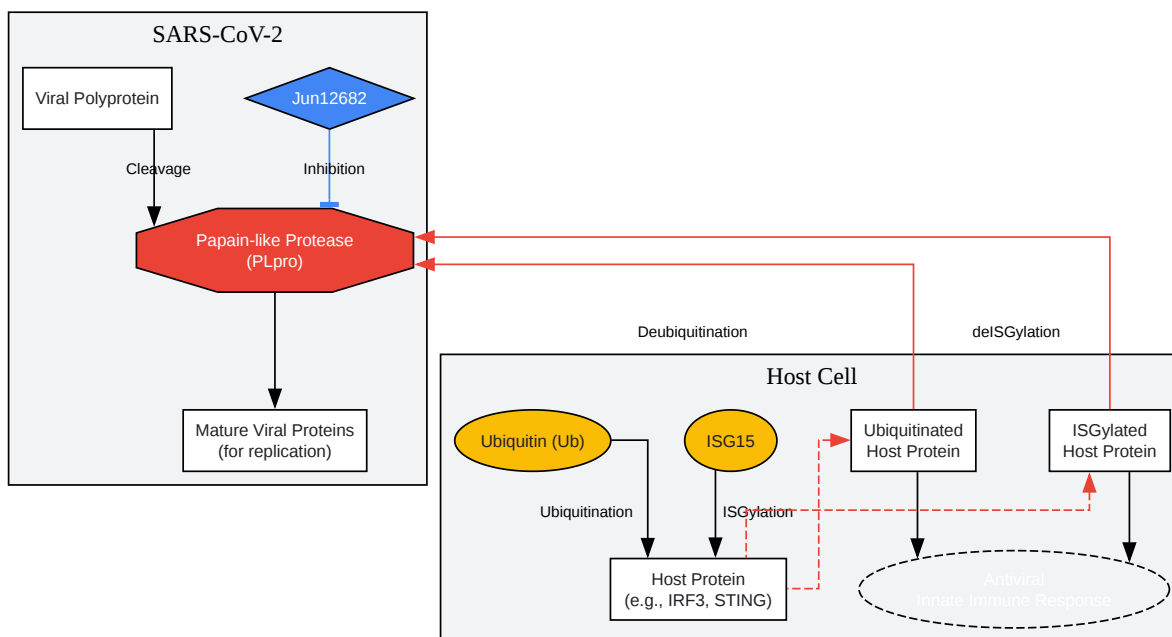 SARS-CoV-2
Viral Polyprotein
Jun12682
Cleavage
Inhibition
Papain-like Protease
(PLpro)
Deubiquitination
deISGylation
Mature Viral Proteins
(for replication)
Host Cell
Ubiquitin (Ub)
ISG15
Ubiquitinated
Host Protein
ISGylated
Host Protein
Ubiquitination
ISGylation
Host Protein
(e.g., IRF3, STING)
Antiviral
Innate Immune Response